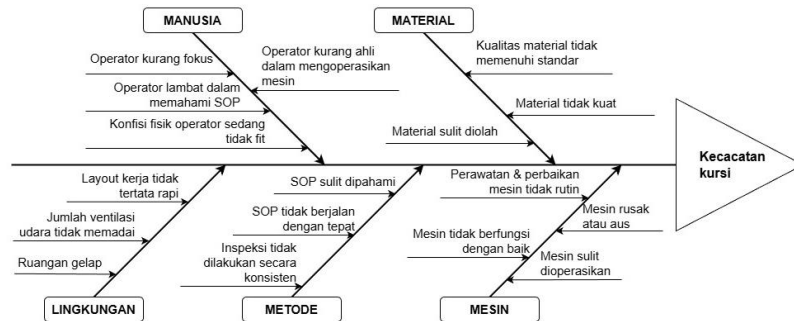 MANUSIA
MATERIAL
Operator kurang fokus
Operator kurang ahli
dalam mengoperasikan
mesin
Operator lambat dalam
memahami SOP
Konfisi fisik operator sedang
tidak fit
Kualitas material tidak
memenuhi standar
Material tidak kuat
Material sulit diolah
Kecacatan
kursi
Layout kerja tidak
tertata rapi
Jumlah ventilasi
udara tidak memadai
Ruangan gelap
SOP sulit dipahami
SOP tidak berjalan
dengan tepat
Inspeksi tidak
dilakukan secara
konsisten
Perawatan & perbaikan
mesin tidak rutin
Mesin rusak
atau aus
Mesin tidak berfungsi
dengan baik
Mesin sulit
dioperasikan
LINGKUNGAN
METODE
MESIN